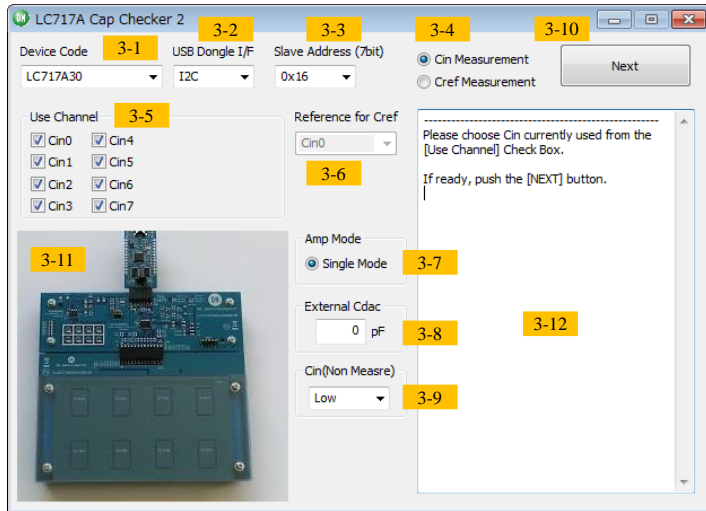 LC717A Cap Checker 2
Device Code
3-1
USB Dongle I/F
3-2
Slave Address (7bit)
3-3
3-4
3-10
LC717A30
I2C
0x16
Cin Measurement
Cref Measurement
Next
Use Channel
3-5
Cin0
Cin4
Cin1
Cin5
Cin2
Cin6
Cin3
Cin7
Reference for Cref
Cin0
3-6
----------------------------------------------------
Please choose Cin currently used from the
[Use Channel] Check Box.
If ready, push the [NEXT] button.
3-11
Amp Mode
Single Mode
3-7
External Cdac
0 pF
3-8
3-12
Cin(Non Measre)
Low
3-9